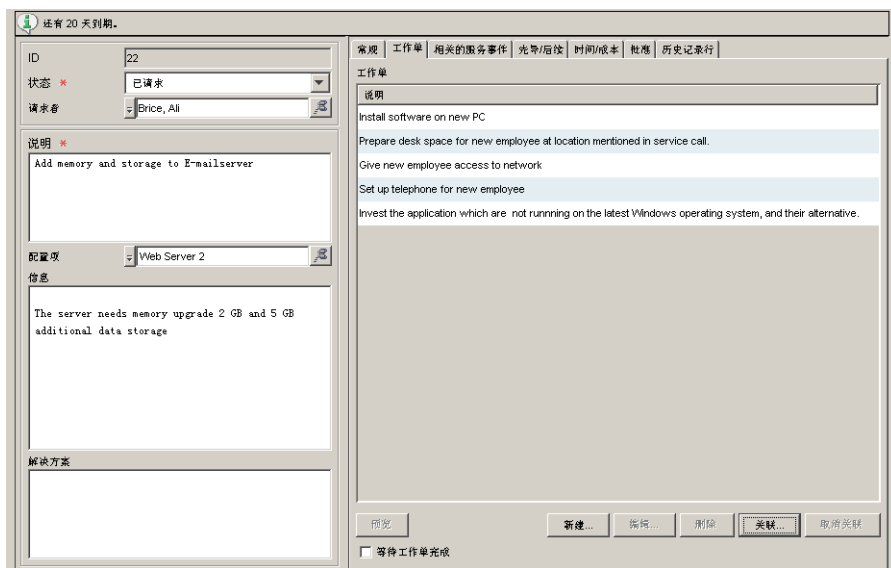 还有 20 天到期。
ID
22
状态 *
已请求
请求者
Brice, Ali
说明 *
Add memory and storage to E-mailserver
配置项
Web Server 2
信息
The server needs memory upgrade 2 GB and 5 GB
additional data storage
解决方案
常规 工作单 相关的服务事件 先导/后续 时间/成本 批准 历史记录行
工作单
说明
Install software on new PC
Prepare desk space for new employee at location mentioned in service call.
Give new employee access to network
Set up telephone for new employee
Invest the application which are not runnning on the latest Windows operating system, and their alternative.
预览 新建... 编辑... 删除 关联... 取消关联
等待工作单完成